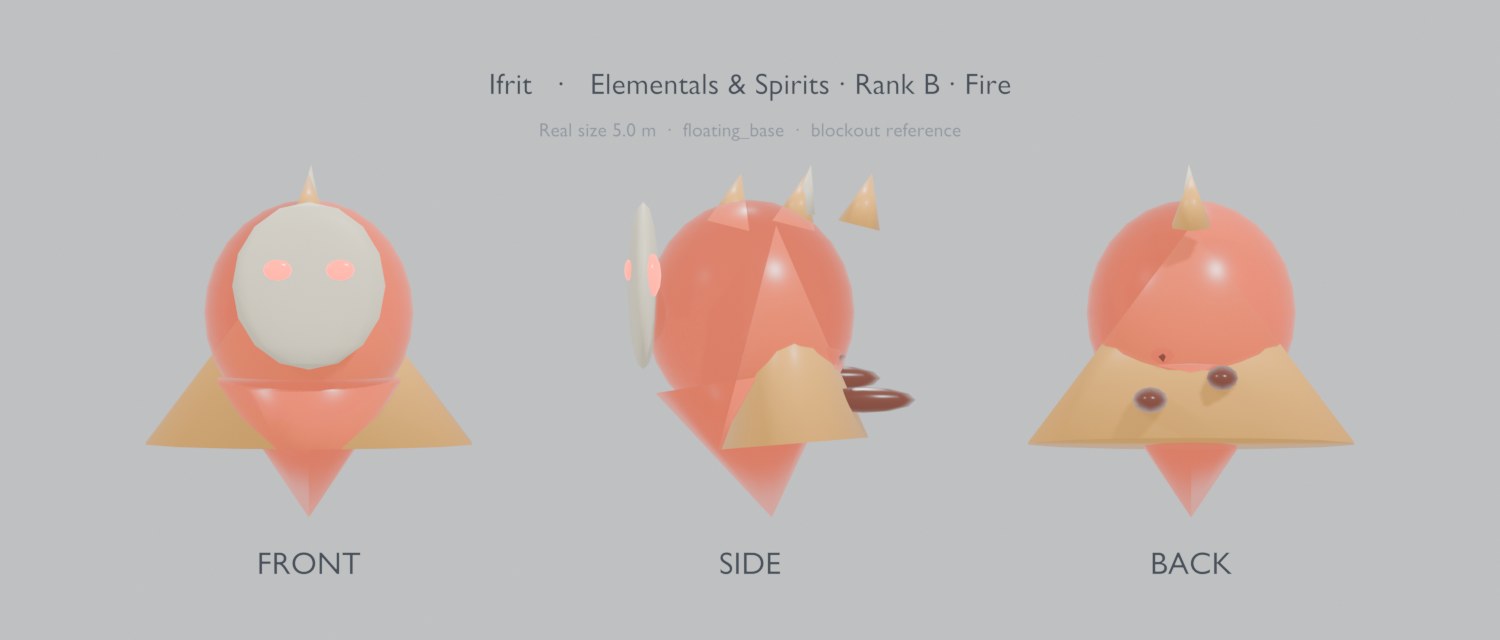 Ifrit · Elementals & Spirits · Rank B · Fire
Real size 5.0 m · floating_base · blockout reference
FRONT
SIDE
BACK